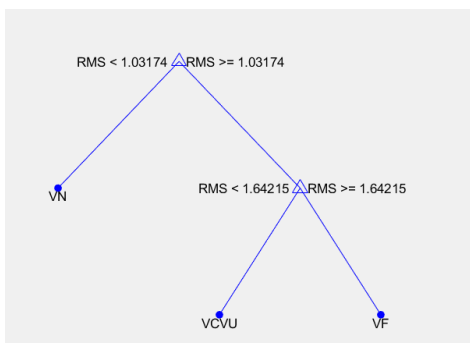 RMS < 1.03174 RMS >= 1.03174
VN
RMS < 1.64215 RMS >= 1.64215
VCVU
VF